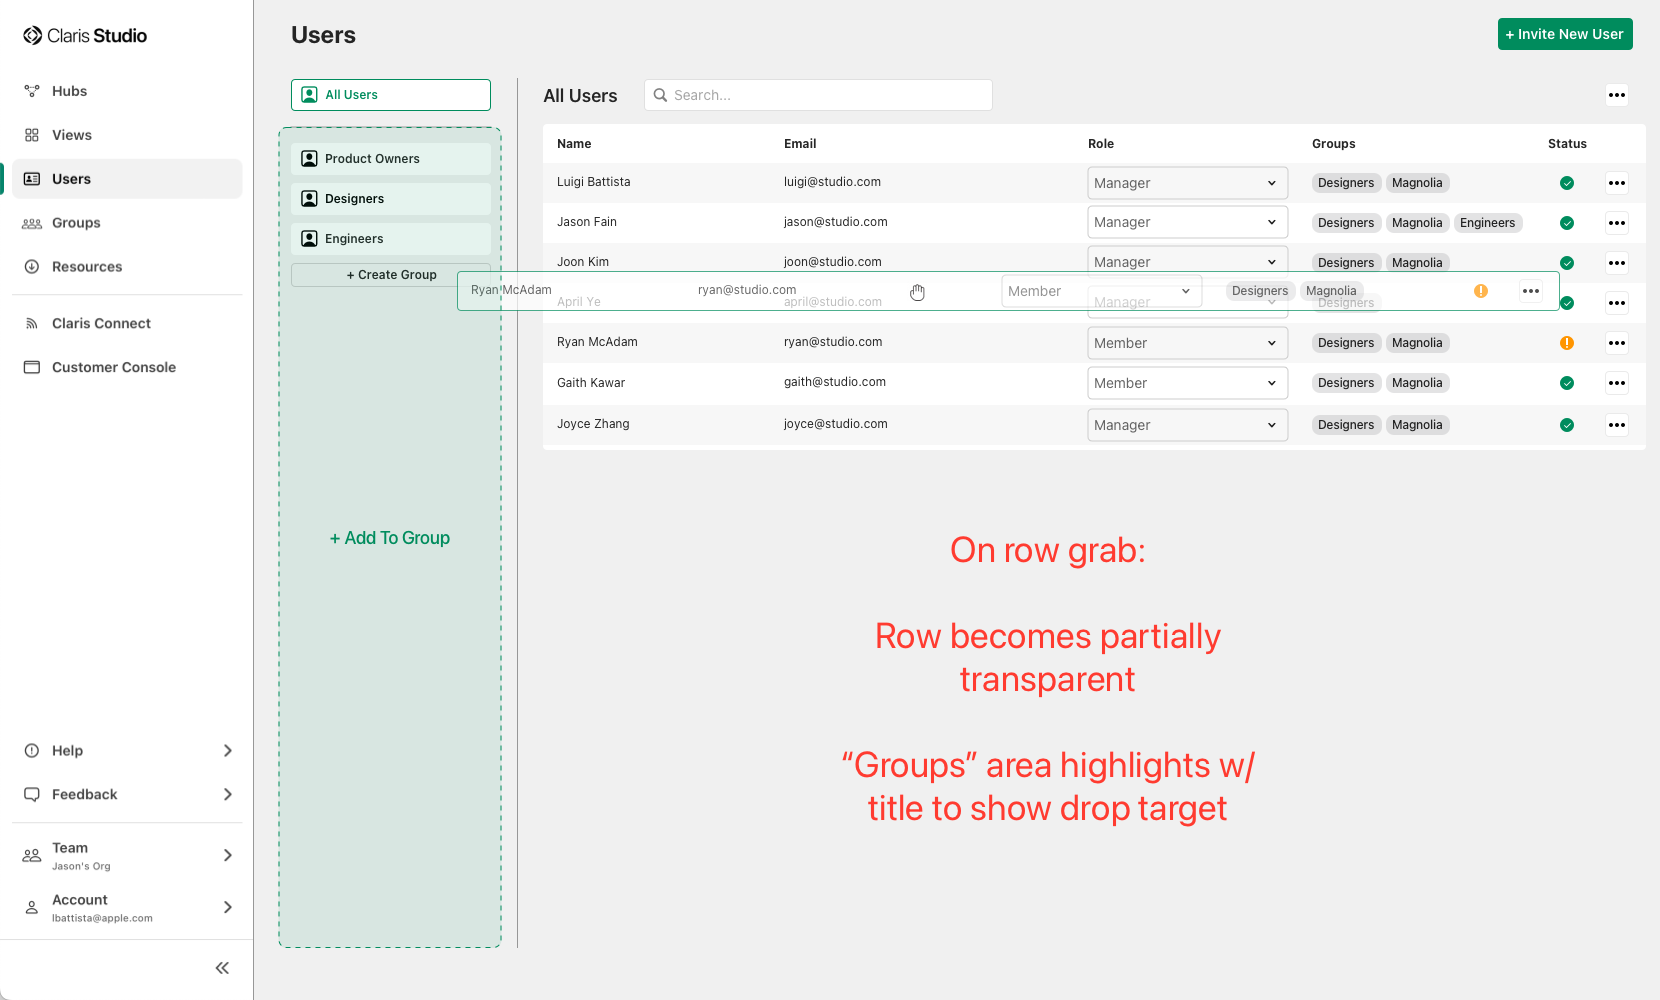 Claris Studio
Hubs
Views
Users
Groups
Resources
Claris Connect
Customer Console
Help
Feedback
Team
Jason's Org
Account
lbattista@apple.com
Users
+ Invite New User
All Users
Product Owners
Designers
Engineers
+ Create Group
+ Add To Group
All Users
Search...
Name Email Role Groups Status
Luigi Battista luigi@studio.com Manager Designers Magnolia
Jason Fain jason@studio.com Manager Designers Magnolia Engineers
Joon Kim joon@studio.com Manager Designers Magnolia
Ryan McAdam ryan@studio.com Member Designers Magnolia
April Ye april@studio.com Manager Designers
Ryan McAdam ryan@studio.com Member Designers Magnolia
Gaith Kawar gaith@studio.com Member Designers Magnolia
Joyce Zhang joyce@studio.com Manager Designers Magnolia
On row grab:
Row becomes partially
transparent
“Groups” area highlights w/
title to show drop target